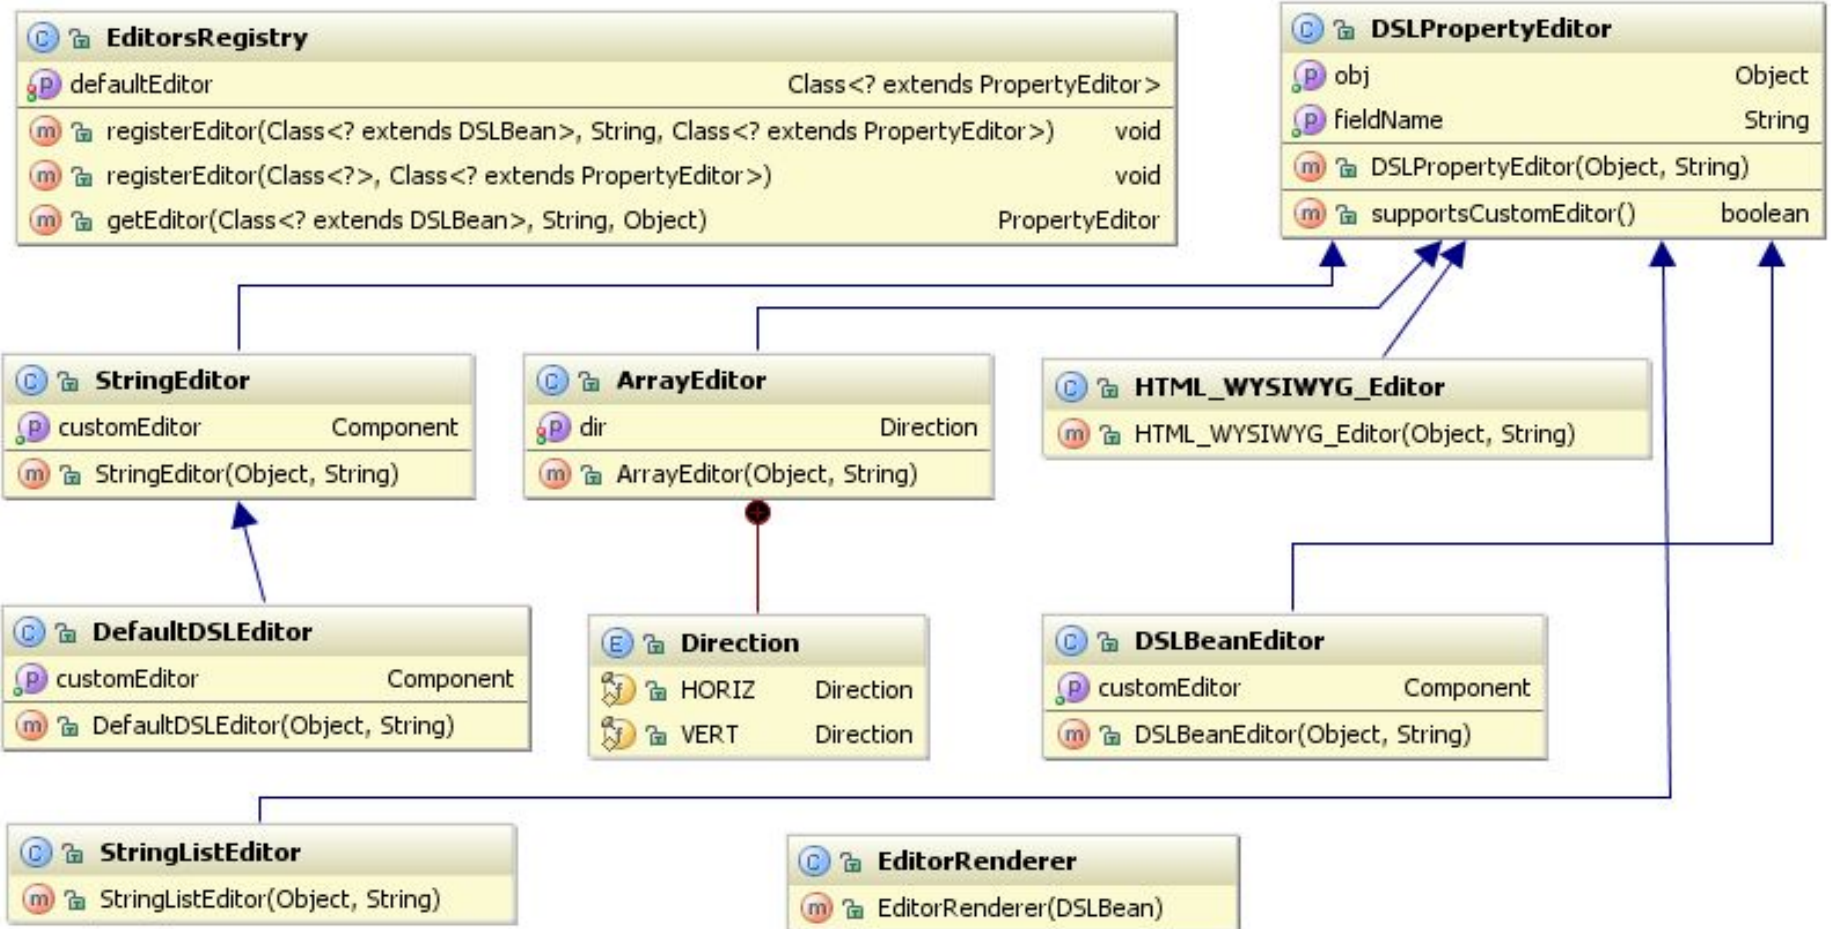 EditorsRegistry
defaultEditor Class<? extends PropertyEditor>
registerEditor(Class<? extends DSLBean>, String, Class<? extends PropertyEditor>) void
registerEditor(Class<?>, Class<? extends PropertyEditor>) void
getEditor(Class<? extends DSLBean>, String, Object) PropertyEditor
DSLPropertyEditor
obj Object
fieldName String
DSLPropertyEditor(Object, String)
supportsCustomEditor() boolean
StringEditor
customEditor Component
StringEditor(Object, String)
ArrayEditor
dir Direction
ArrayEditor(Object, String)
HTML_WYSIWYG_Editor
HTML_WYSIWYG_Editor(Object, String)
DefaultDSLEditor
customEditor Component
DefaultDSLEditor(Object, String)
Direction
HORIZ Direction
VERT Direction
DSLBeanEditor
customEditor Component
DSLBeanEditor(Object, String)
StringListEditor
StringListEditor(Object, String)
EditorRenderer
EditorRenderer(DSLBean)